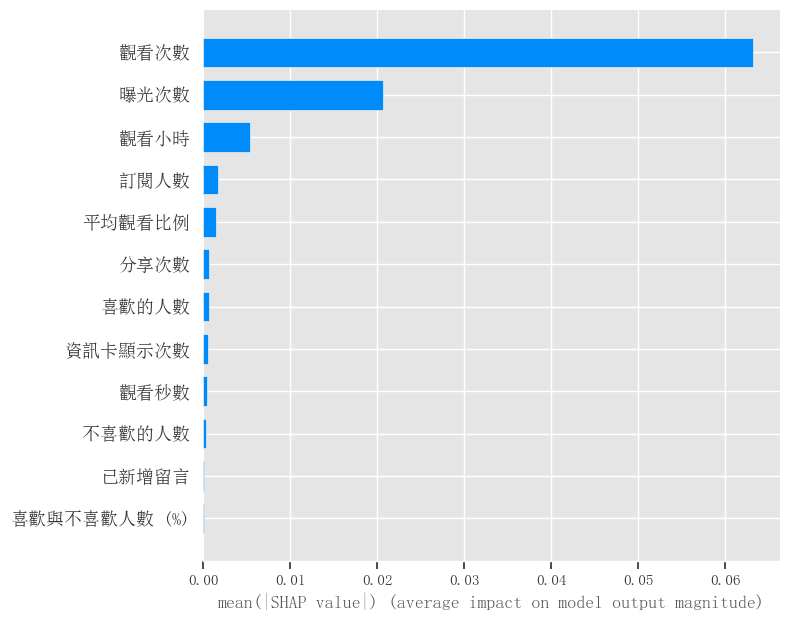 觀看次數
曝光次數
觀看小時
訂閱人數
平均觀看比例
分享次數
喜歡的人數
資訊卡顯示次數
觀看秒數
不喜歡的人數
已新增留言
喜歡與不喜歡人數 (%)
0.00 0.01 0.02 0.03 0.04 0.05 0.06
mean(|SHAP value|) (average impact on model output magnitude)